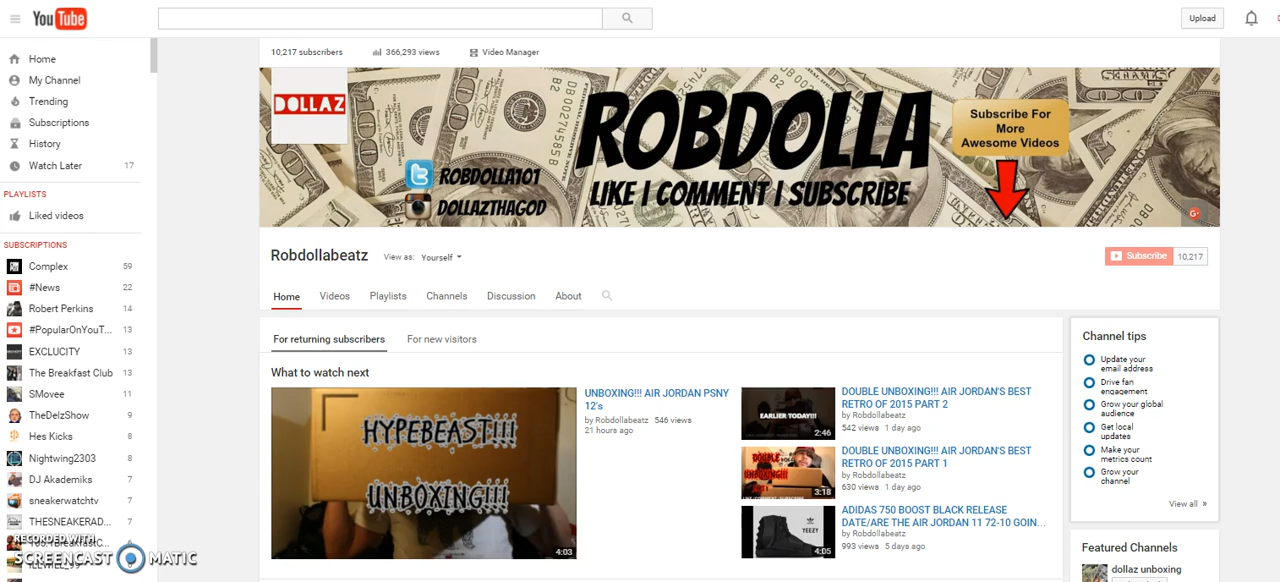 YouTube
Upload
Home
My Channel
Trending
Subscriptions
History
Watch Later 17
PLAYLISTS
Liked videos
SUBSCRIPTIONS
Complex 59
#News 22
Robert Perkins 14
#PopularOnYouT... 13
EXCLUCITY 13
The Breakfast Club 13
SMovee 11
TheDelzShow 9
Hes Kicks 8
Nightwing2303 8
DJ Akademiks 7
sneakerwatchtv 7
THESNEAKERAD... 7
RECORDED WITH
SCREENCAST MATIC
10,217 subscribers 366,293 views Video Manager
DOLLAZ
ROBDOLLA
LIKE | COMMENT | SUBSCRIBE
ROBDOLLA101
DOLLAZTHAGOD
Subscribe For
More
Awesome Videos
G+
Robdollabeatz View as: Yourself
Subscribe 10,217
Home Videos Playlists Channels Discussion About
For returning subscribers For new visitors
What to watch next
HYPEBEAST!!!
UNBOXING!!!
4:03
UNBOXING!!! AIR JORDAN PSNY
12's
by Robdollabeatz 546 views
21 hours ago
EARLIER TODAY!!!
2:46
DOUBLE UNBOXING!!! AIR JORDAN'S BEST
RETRO OF 2015 PART 2
by Robdollabeatz
542 views 1 day ago
DOUBLE
UNBOXING!!!
3:18
DOUBLE UNBOXING!!! AIR JORDAN'S BEST
RETRO OF 2015 PART 1
by Robdollabeatz
630 views 1 day ago
YEEZY
4:05
ADIDAS 750 BOOST BLACK RELEASE
DATE/ARE THE AIR JORDAN 11 72-10 GOIN...
by Robdollabeatz
993 views 5 days ago
Channel tips
Update your
email address
Drive fan
engagement
Grow your global
audience
Get local
updates
Make your
metrics count
Grow your
channel
View all »
Featured Channels
dollaz unboxing